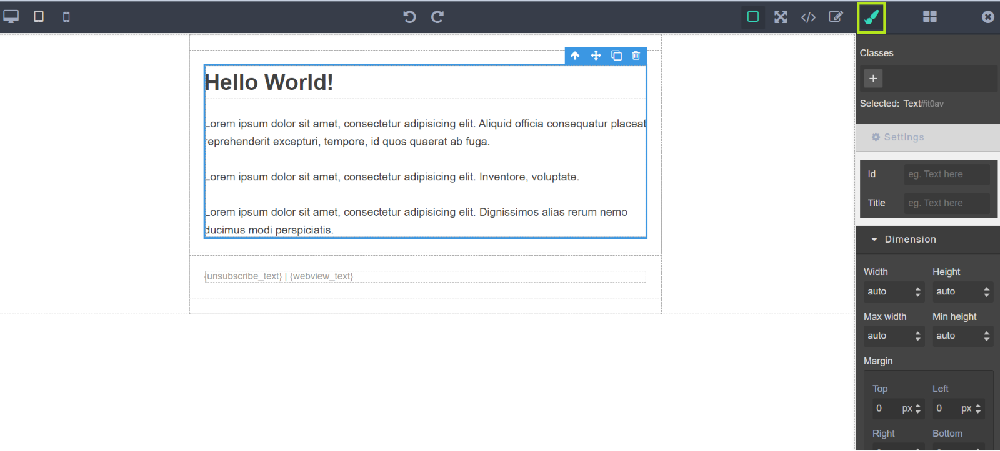 Hello World!
Lorem ipsum dolor sit amet, consectetur adipisicing elit. Aliquid officia consequatur placeat
reprehenderit excepturi, tempore, id quos quaerat ab fuga.
Lorem ipsum dolor sit amet, consectetur adipisicing elit. Inventore, voluptate.
Lorem ipsum dolor sit amet, consectetur adipisicing elit. Dignissimos alias rerum nemo
ducimus modi perspiciatis.
{unsubscribe_text} | {webview_text}
Classes
+
Selected: Text#it0av
Settings
Id eg. Text here
Title eg. Text here
Dimension
Width Height
auto auto
Max width Min height
auto auto
Margin
Top Left
0 px 0 px
Right Bottom